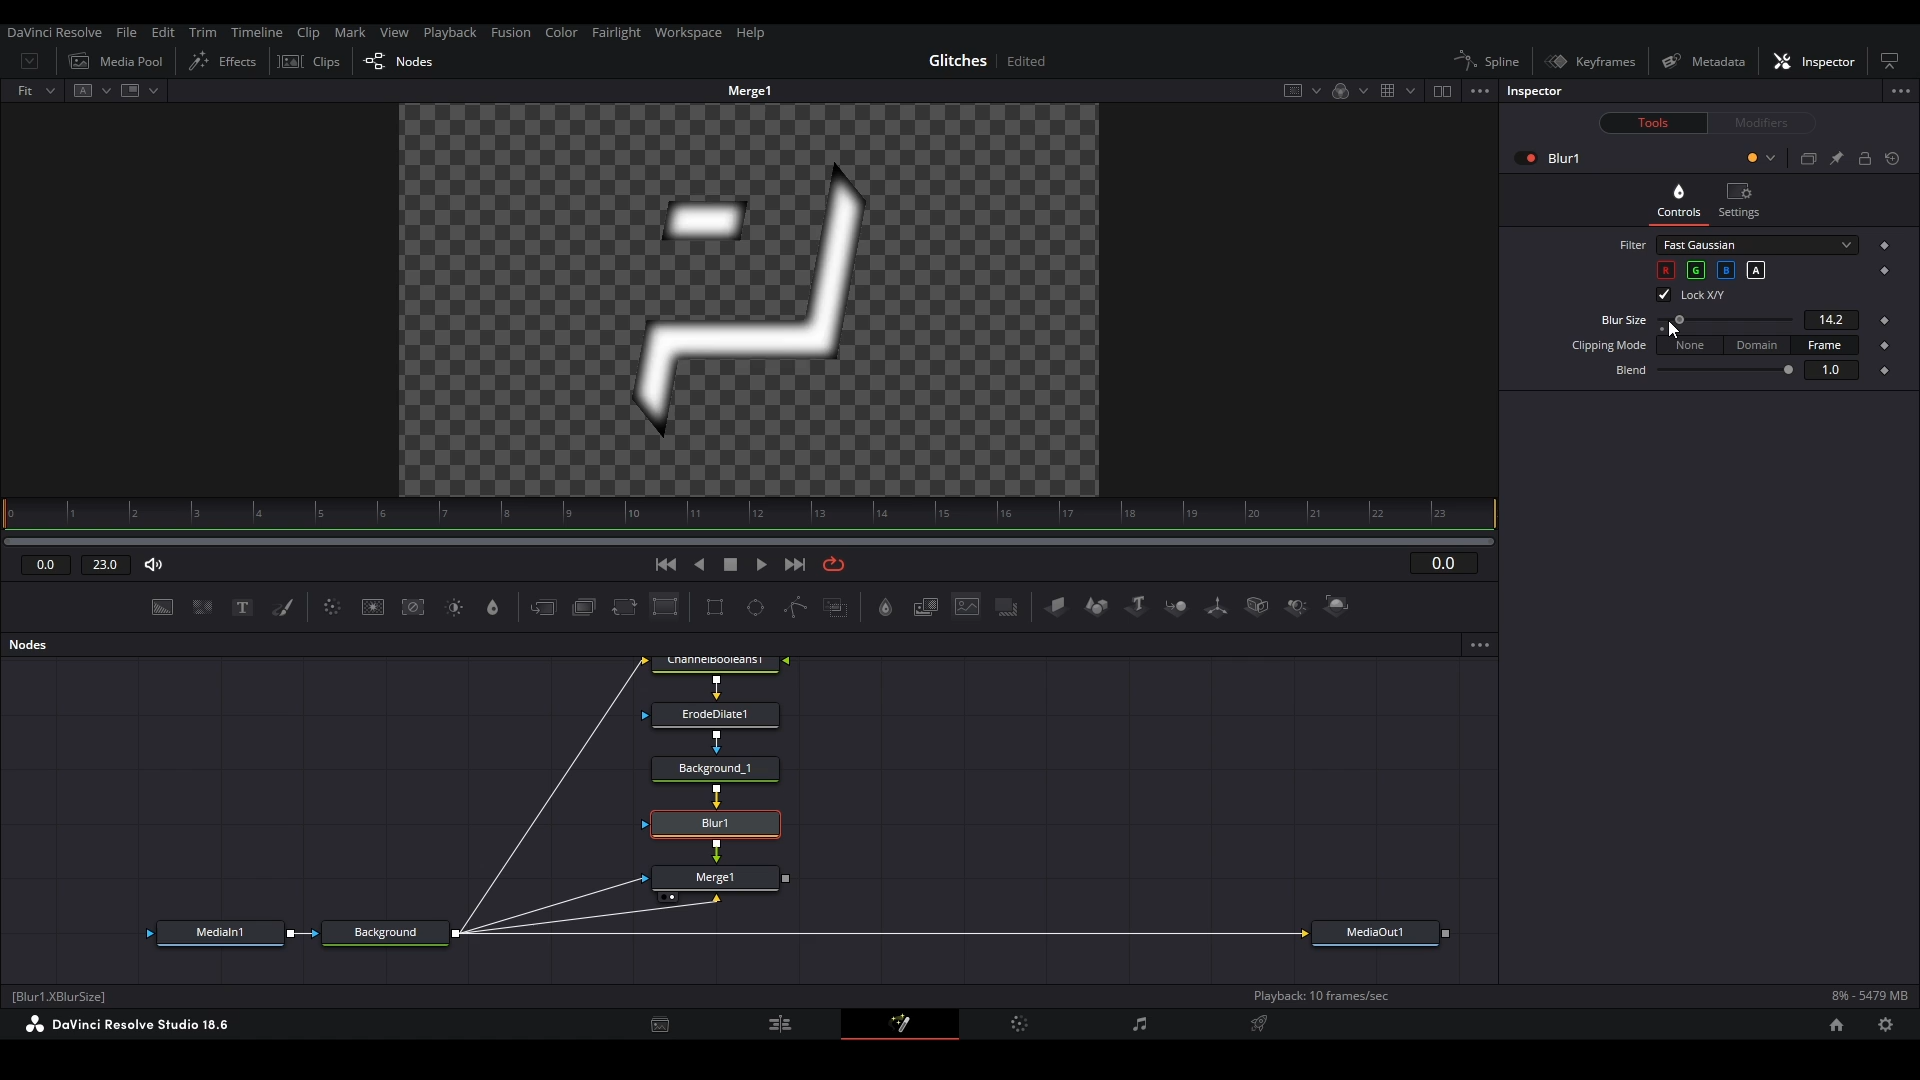 DaVinci Resolve File Edit Trim Timeline Clip Mark View Playback Fusion Color Fairlight Workspace Help
Media Pool Effects Clips Nodes Glitches Edited Spline Keyframes Metadata Inspector
Fit A Merge1 Inspector
Tools Modifiers
Blur1
Controls Settings
Filter Fast Gaussian
R G B A
Lock X/Y
Blur Size 14.2
Clipping Mode None Domain Frame
Blend 1.0
0 1 2 3 4 5 6 7 8 9 10 11 12 13 14 15 16 17 18 19 20 21 22 23
0.0 23.0 0.0
T T
Nodes
ChannelBooleans1
ErodeDilate1
Background_1
Blur1
Merge1
MediaIn1 Background MediaOut1
[Blur1.XBlurSize] Playback: 10 frames/sec 8% - 5479 MB
DaVinci Resolve Studio 18.6